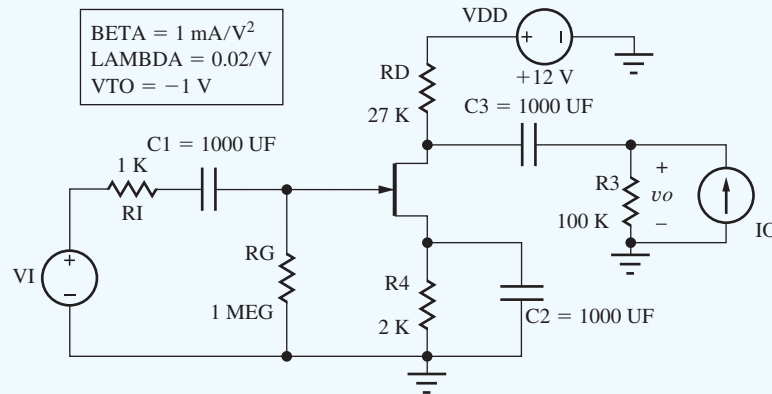 BETA = 1 mA/V²
LAMBDA = 0.02/V
VTO = −1 V
VDD
+
−
+12 V
RD
27 K
C3 = 1000 UF
C1 = 1000 UF
1 K
RI
R3
100 K
+
vo
−
IO
VI
+
−
RG
1 MEG
R4
2 K
C2 = 1000 UF